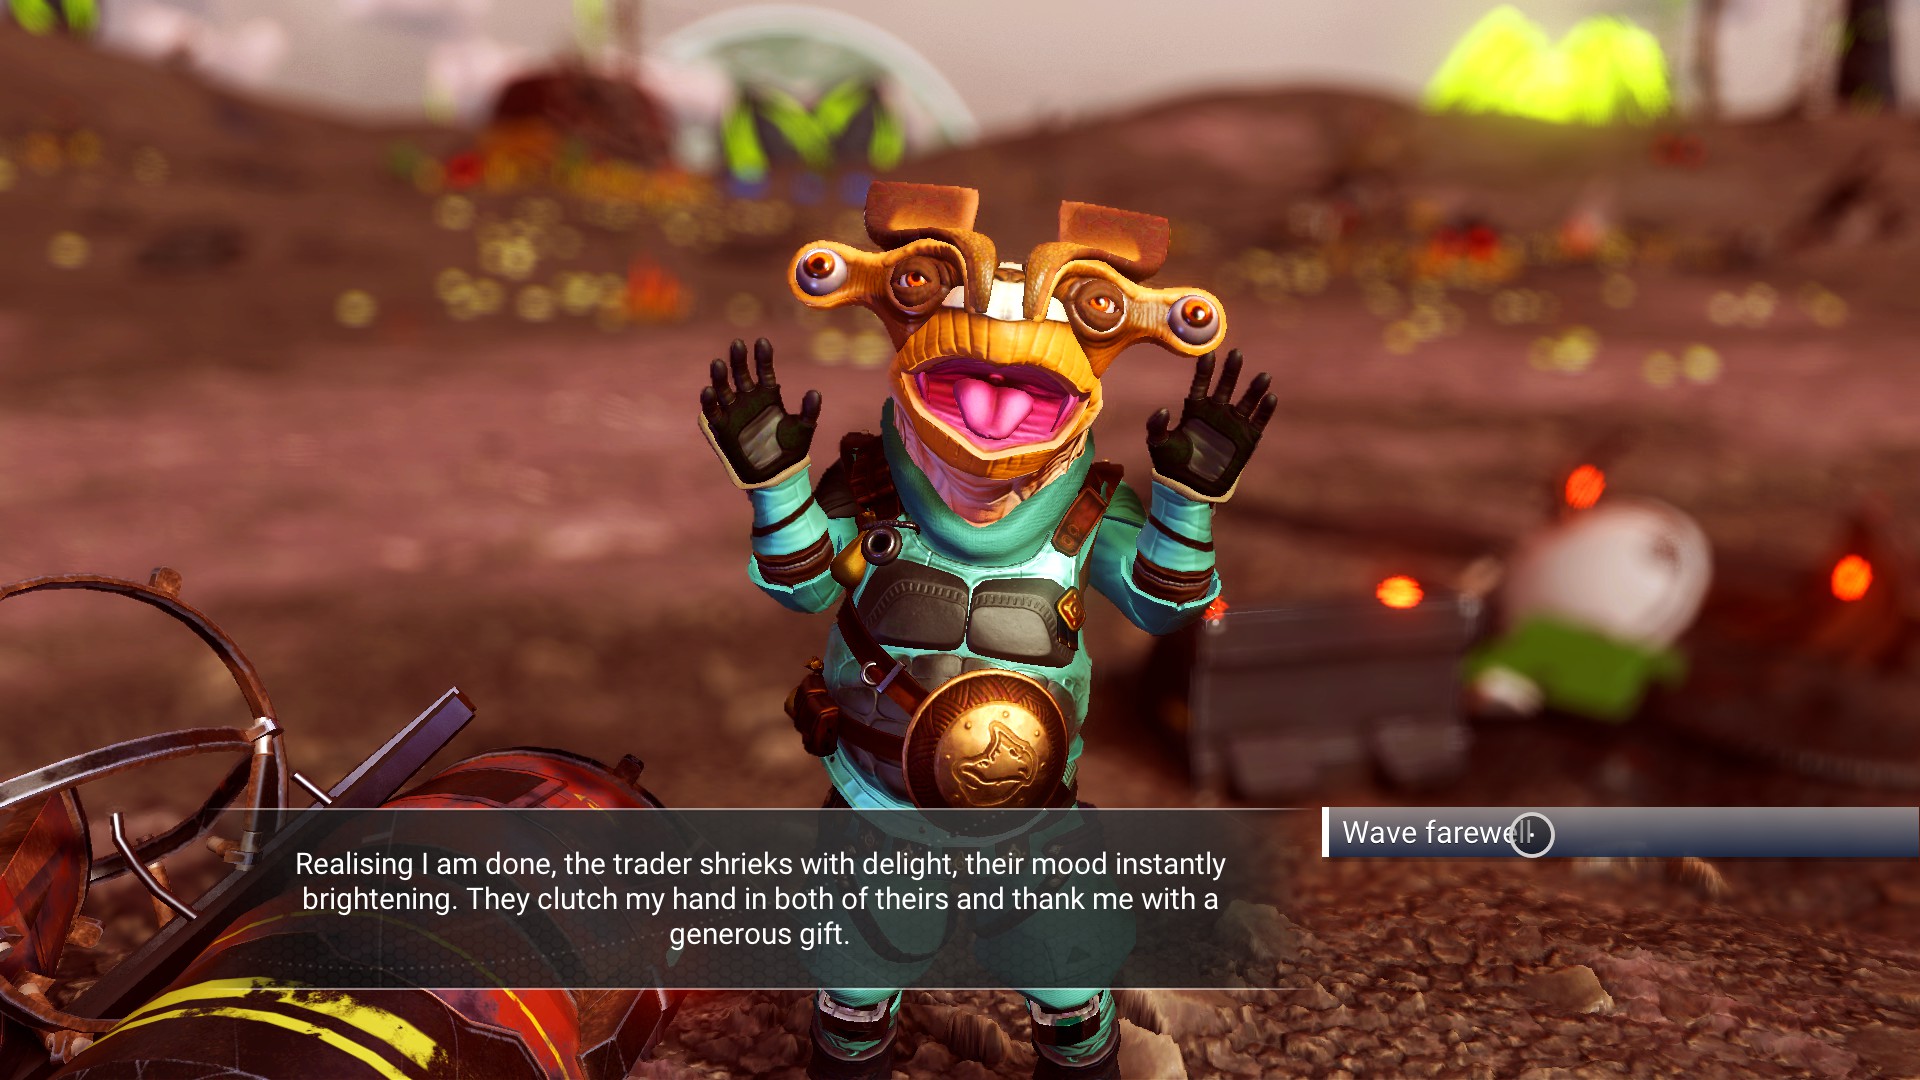 Realising I am done, the trader shrieks with delight, their mood instantly
brightening. They clutch my hand in both of theirs and thank me with a
generous gift.
Wave farewell